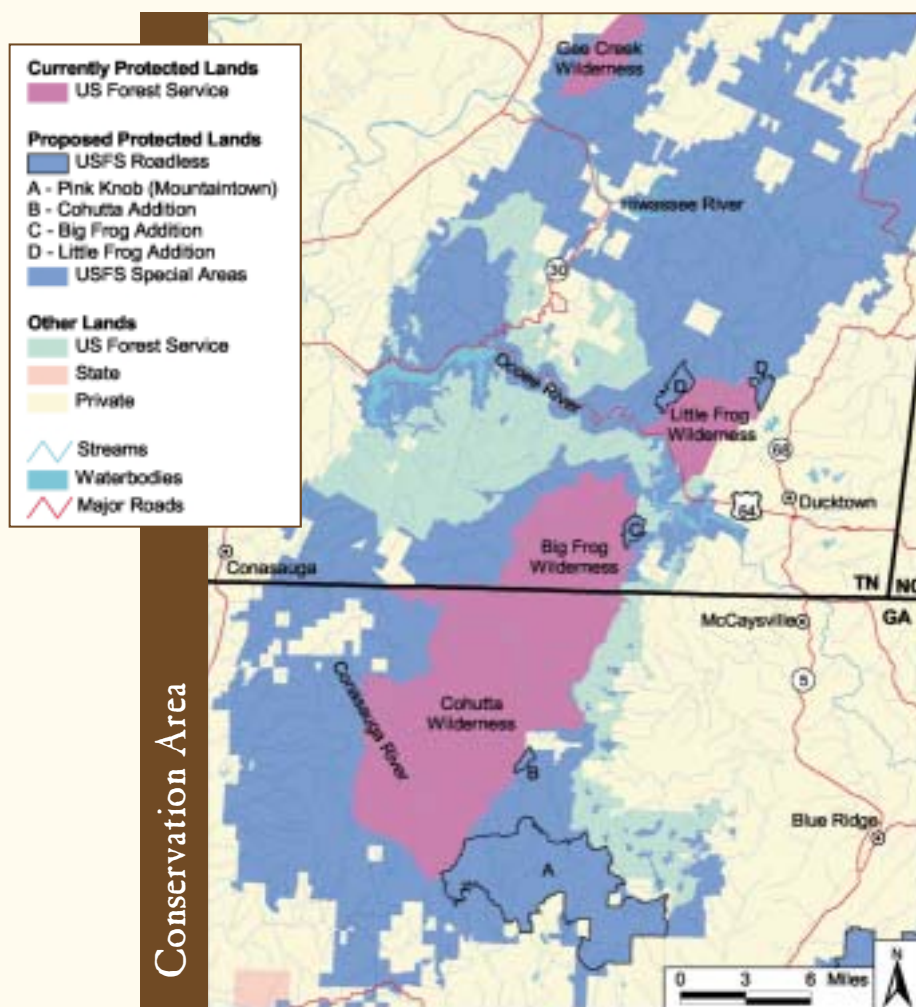 Currently Protected Lands
US Forest Service
Proposed Protected Lands
USFS Roadless
A - Pink Knob (Mountaintown)
B - Cohutta Addition
C - Big Frog Addition
D - Little Frog Addition
USFS Special Areas
Other Lands
US Forest Service
State
Private
Streams
Waterbodies
Major Roads
Conservation Area
Gee Creek
Wilderness
Hiwassee River
30
Ocoee River
D
D
Little Frog
Wilderness
68
64
Ducktown
C
Big Frog
Wilderness
Conasauga
TN
NC
GA
McCaysville
5
Conasauga River
Cohutta
Wilderness
B
Blue Ridge
A
N
0 3 6 Miles